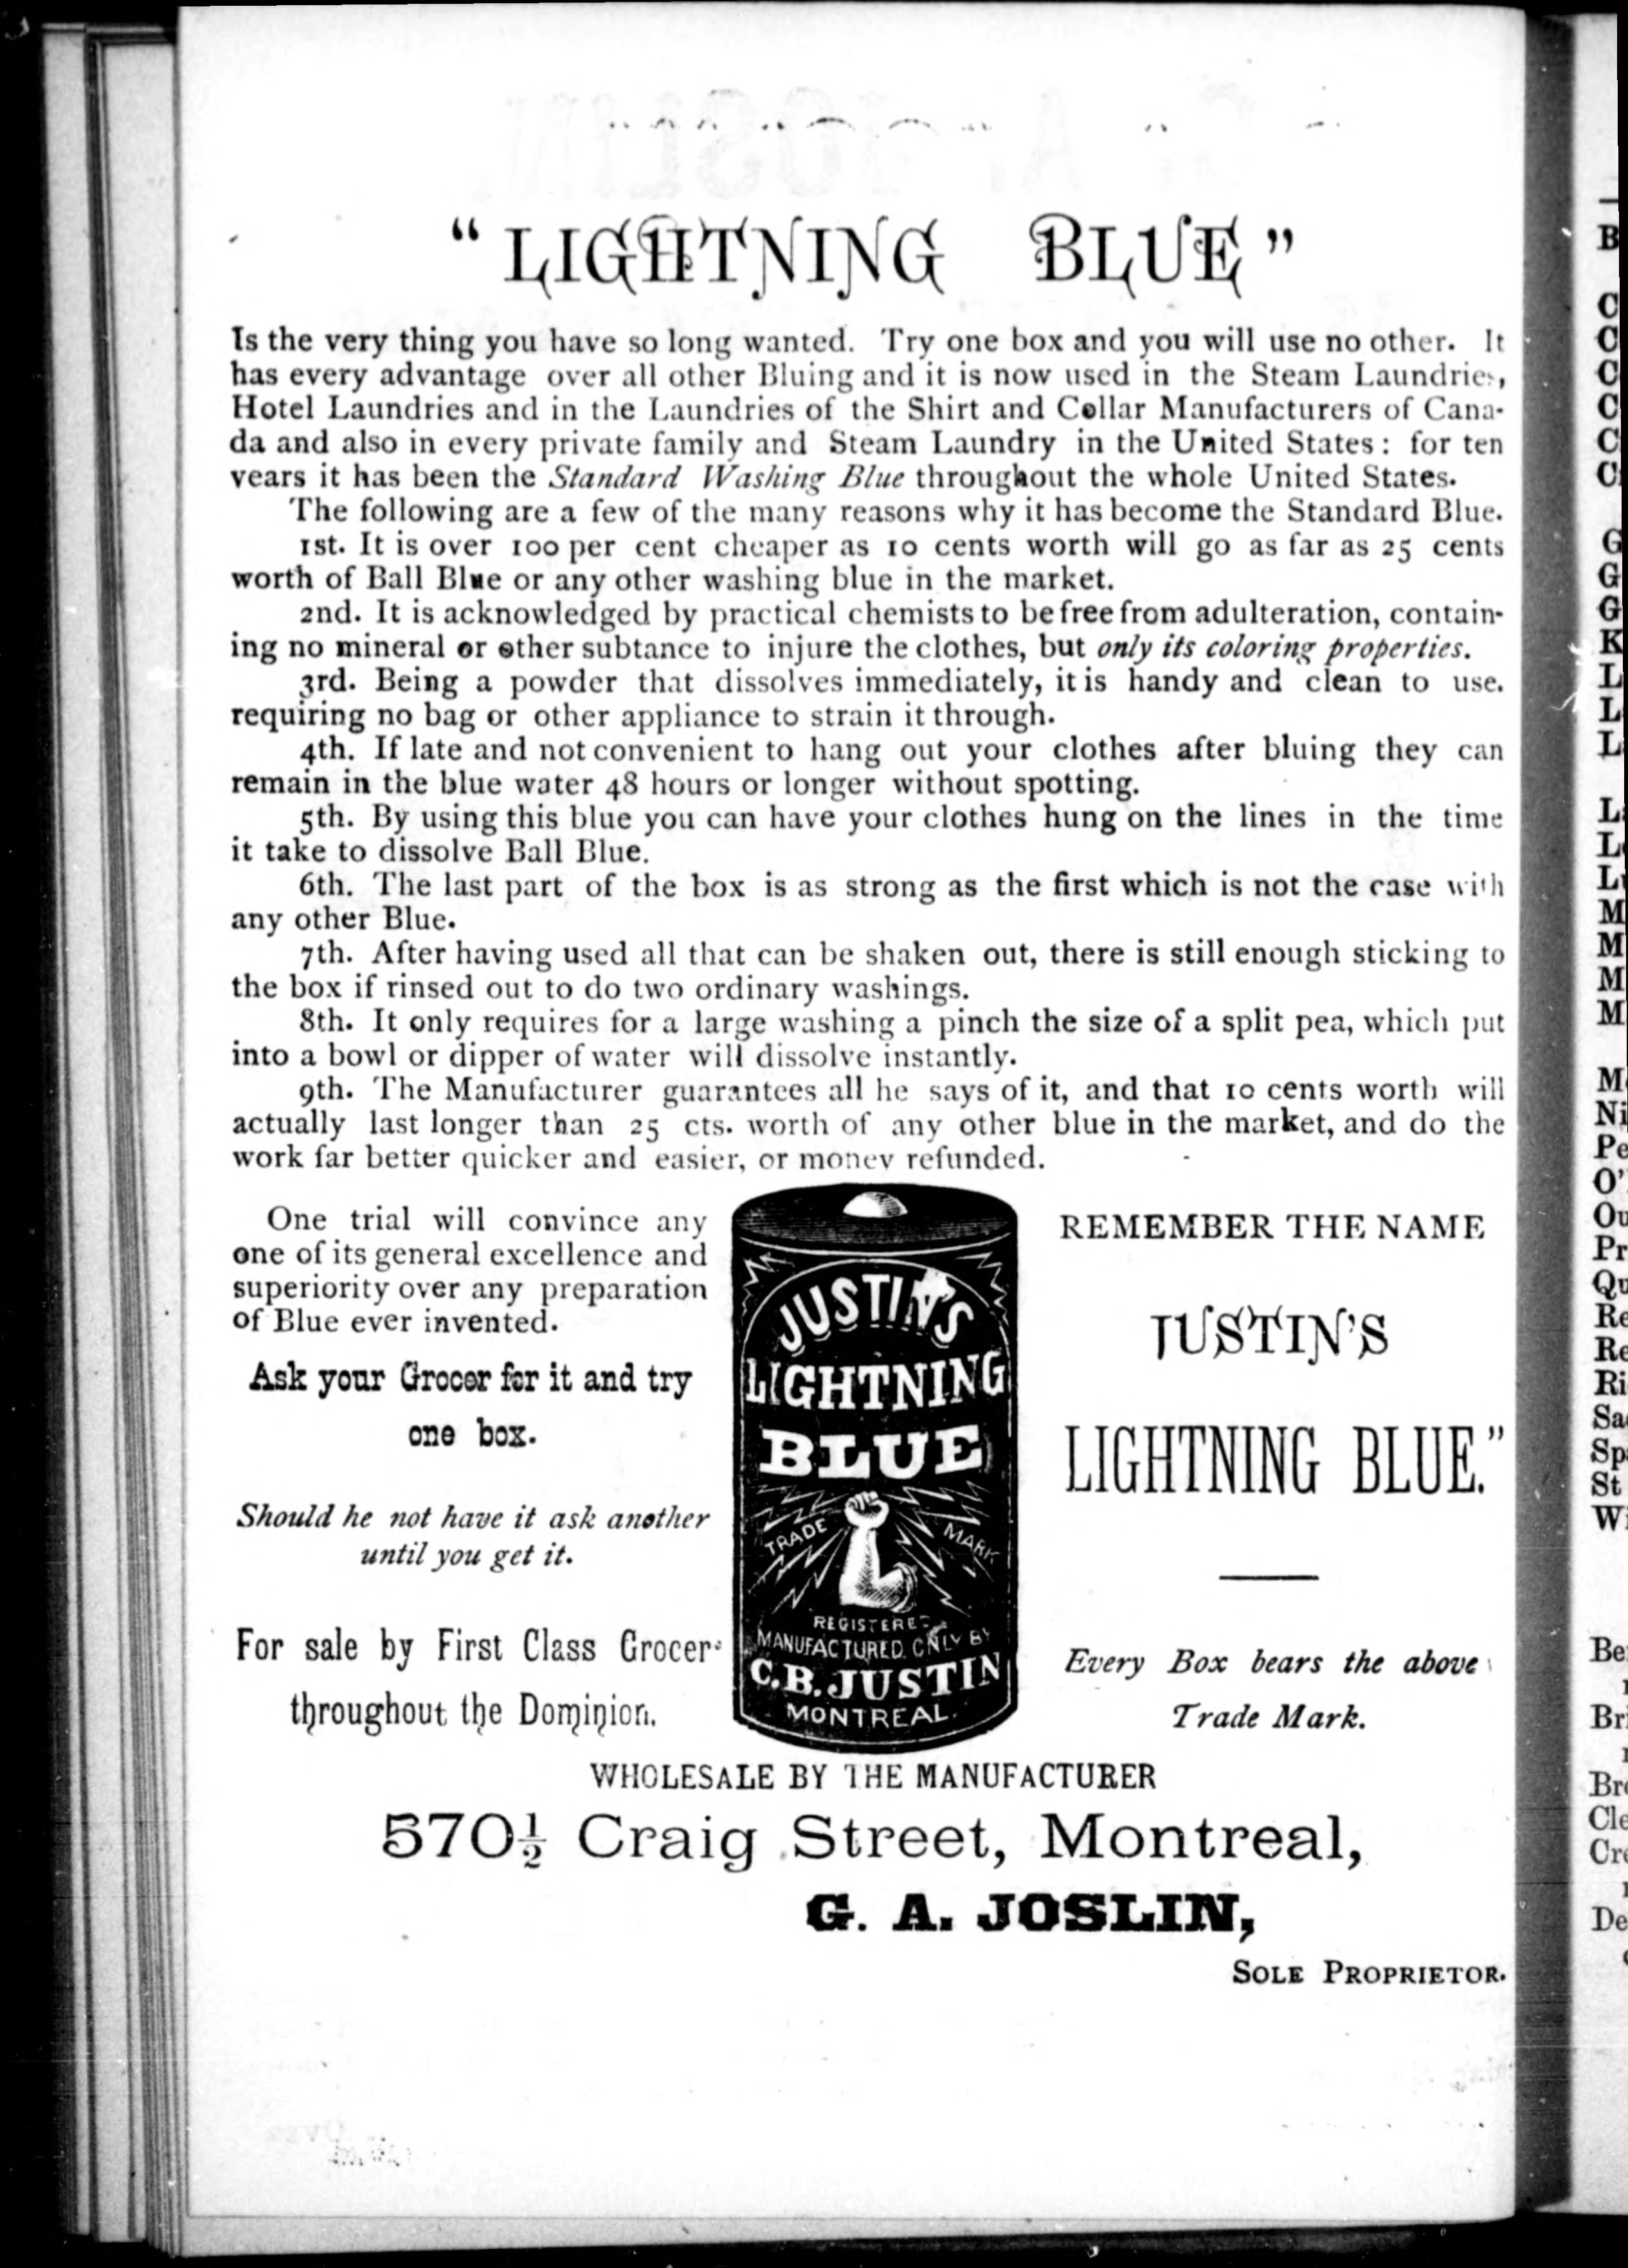 “ LIGHTNING BLUE ”
Is the very thing you have so long wanted. Try one box and you will use no other. It
has every advantage over all other Bluing and it is now used in the Steam Laundries,
Hotel Laundries and in the Laundries of the Shirt and Collar Manufacturers of Cana-
da and also in every private family and Steam Laundry in the United States : for ten
years it has been the Standard Washing Blue throughout the whole United States.
The following are a few of the many reasons why it has become the Standard Blue.
1st. It is over 100 per cent cheaper as 10 cents worth will go as far as 25 cents
worth of Ball Blue or any other washing blue in the market.
2nd. It is acknowledged by practical chemists to be free from adulteration, contain-
ing no mineral or other subtance to injure the clothes, but only its coloring properties.
3rd. Being a powder that dissolves immediately, it is handy and clean to use.
requiring no bag or other appliance to strain it through.
4th. If late and not convenient to hang out your clothes after bluing they can
remain in the blue water 48 hours or longer without spotting.
5th. By using this blue you can have your clothes hung on the lines in the time
it take to dissolve Ball Blue.
6th. The last part of the box is as strong as the first which is not the case with
any other Blue.
7th. After having used all that can be shaken out, there is still enough sticking to
the box if rinsed out to do two ordinary washings.
8th. It only requires for a large washing a pinch the size of a split pea, which put
into a bowl or dipper of water will dissolve instantly.
9th. The Manufacturer guarantees all he says of it, and that 10 cents worth will
actually last longer than 25 cts. worth of any other blue in the market, and do the
work far better quicker and easier, or money refunded.
One trial will convince any
one of its general excellence and
superiority over any preparation
of Blue ever invented.
Ask your Grocer for it and try
one box.
Should he not have it ask another
until you get it.
For sale by First Class Grocers
throughout the Dominion.
JUSTIN'S
LIGHTNING
BLUE
TRADE MARK
REGISTERED
MANUFACTURED ONLY BY
C.B. JUSTIN
MONTREAL.
REMEMBER THE NAME
JUSTIN'S
LIGHTNING BLUE.”
Every Box bears the above
Trade Mark.
WHOLESALE BY THE MANUFACTURER
570½ Craig Street, Montreal,
G. A. JOSLIN,
SOLE PROPRIETOR.